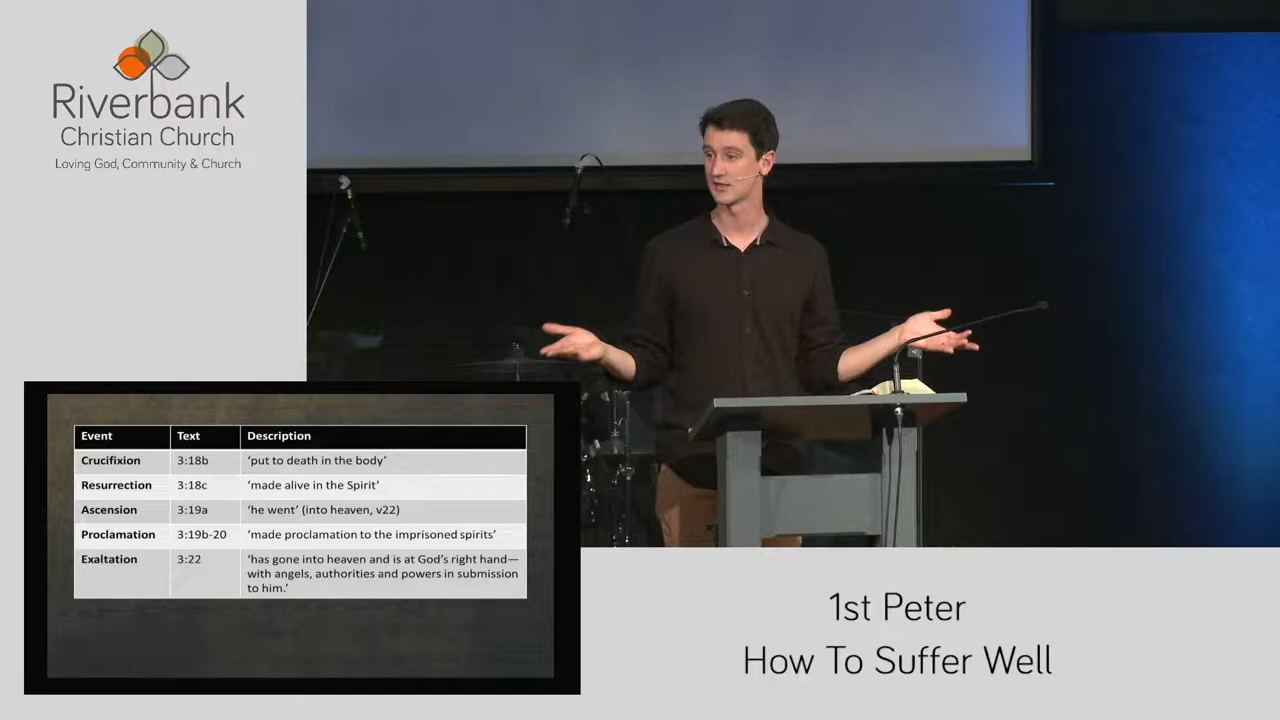 Riverbank
Christian Church
Loving God, Community & Church
Event Text Description
Crucifixion 3:18b ‘put to death in the body’
Resurrection 3:18c ‘made alive in the Spirit’
Ascension 3:19a ‘he went’ (into heaven, v22)
Proclamation 3:19b-20 ‘made proclamation to the imprisoned spirits’
Exaltation 3:22 ‘has gone into heaven and is at God’s right hand—
with angels, authorities and powers in submission
to him.’
1st Peter
How To Suffer Well